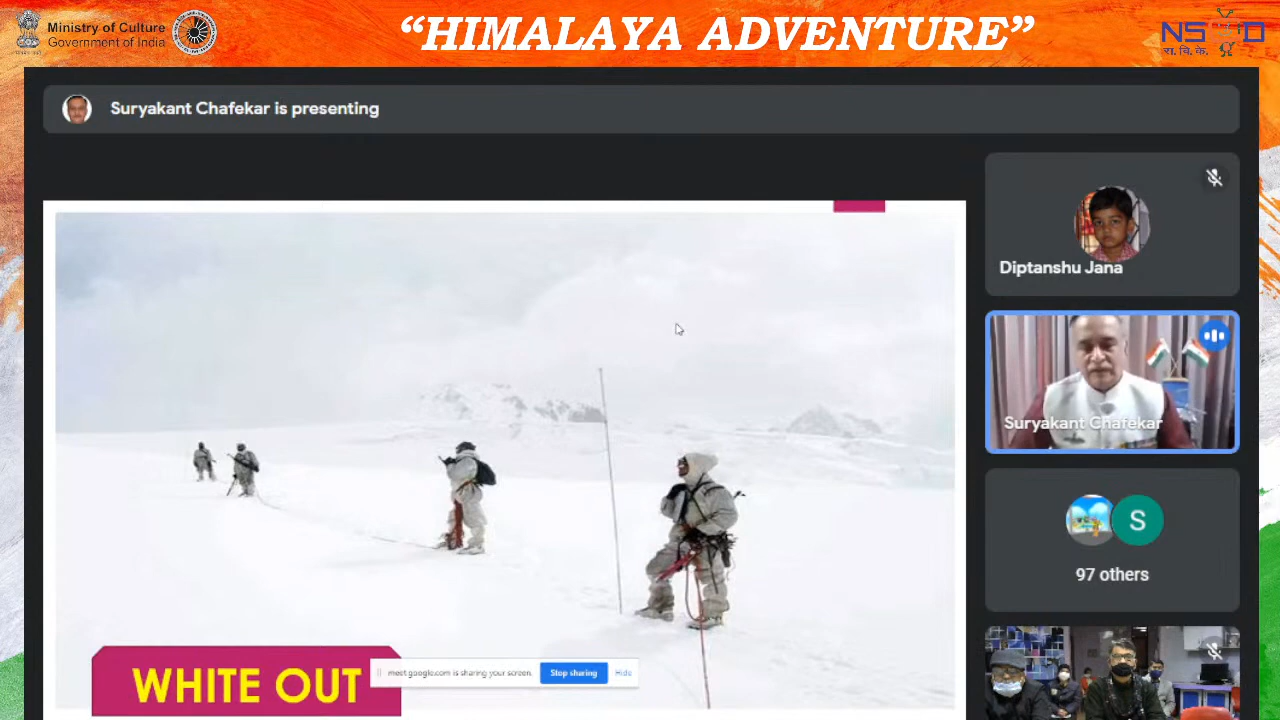 Ministry of Culture
Government of India
“HIMALAYA ADVENTURE”
NSD
रा. वि. के.
Suryakant Chafekar is presenting
Diptanshu Jana
Suryakant Chafekar
S
97 others
WHITE OUT
meet.google.com is sharing your screen.
Stop sharing
Hide